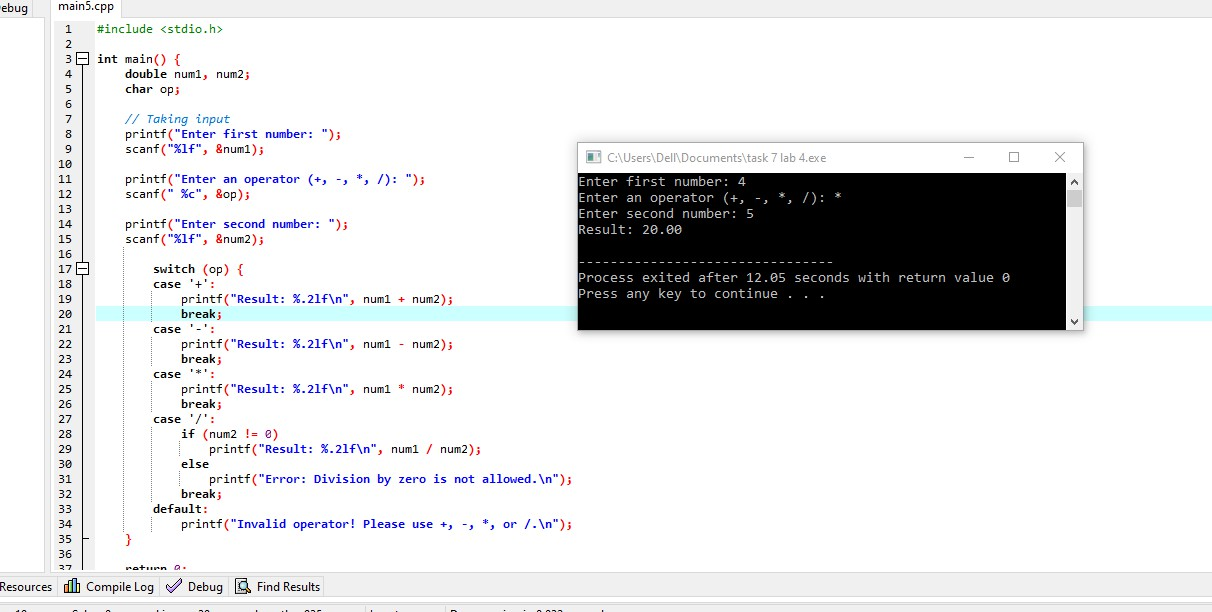 ebug
main5.cpp
1 #include <stdio.h>
2
3 int main() {
4 double num1, num2;
5 char op;
6
7 // Taking input
8 printf("Enter first number: ");
9 scanf("%lf", &num1);
10
11 printf("Enter an operator (+, -, *, /): ");
12 scanf(" %c", &op);
13
14 printf("Enter second number: ");
15 scanf("%lf", &num2);
16
17 switch (op) {
18 case '+':
19 printf("Result: %.2lf\n", num1 + num2);
20 break;
21 case '-':
22 printf("Result: %.2lf\n", num1 - num2);
23 break;
24 case '*':
25 printf("Result: %.2lf\n", num1 * num2);
26 break;
27 case '/':
28 if (num2 != 0)
29 printf("Result: %.2lf\n", num1 / num2);
30 else
31 printf("Error: Division by zero is not allowed.\n");
32 break;
33 default:
34 printf("Invalid operator! Please use +, -, *, or /.\n");
35 }
36
37 return 0;
C:\Users\Dell\Documents\task 7 lab 4.exe
Enter first number: 4
Enter an operator (+, -, *, /): *
Enter second number: 5
Result: 20.00
--------------------------------
Process exited after 12.05 seconds with return value 0
Press any key to continue . . .
Resources Compile Log Debug Find Results